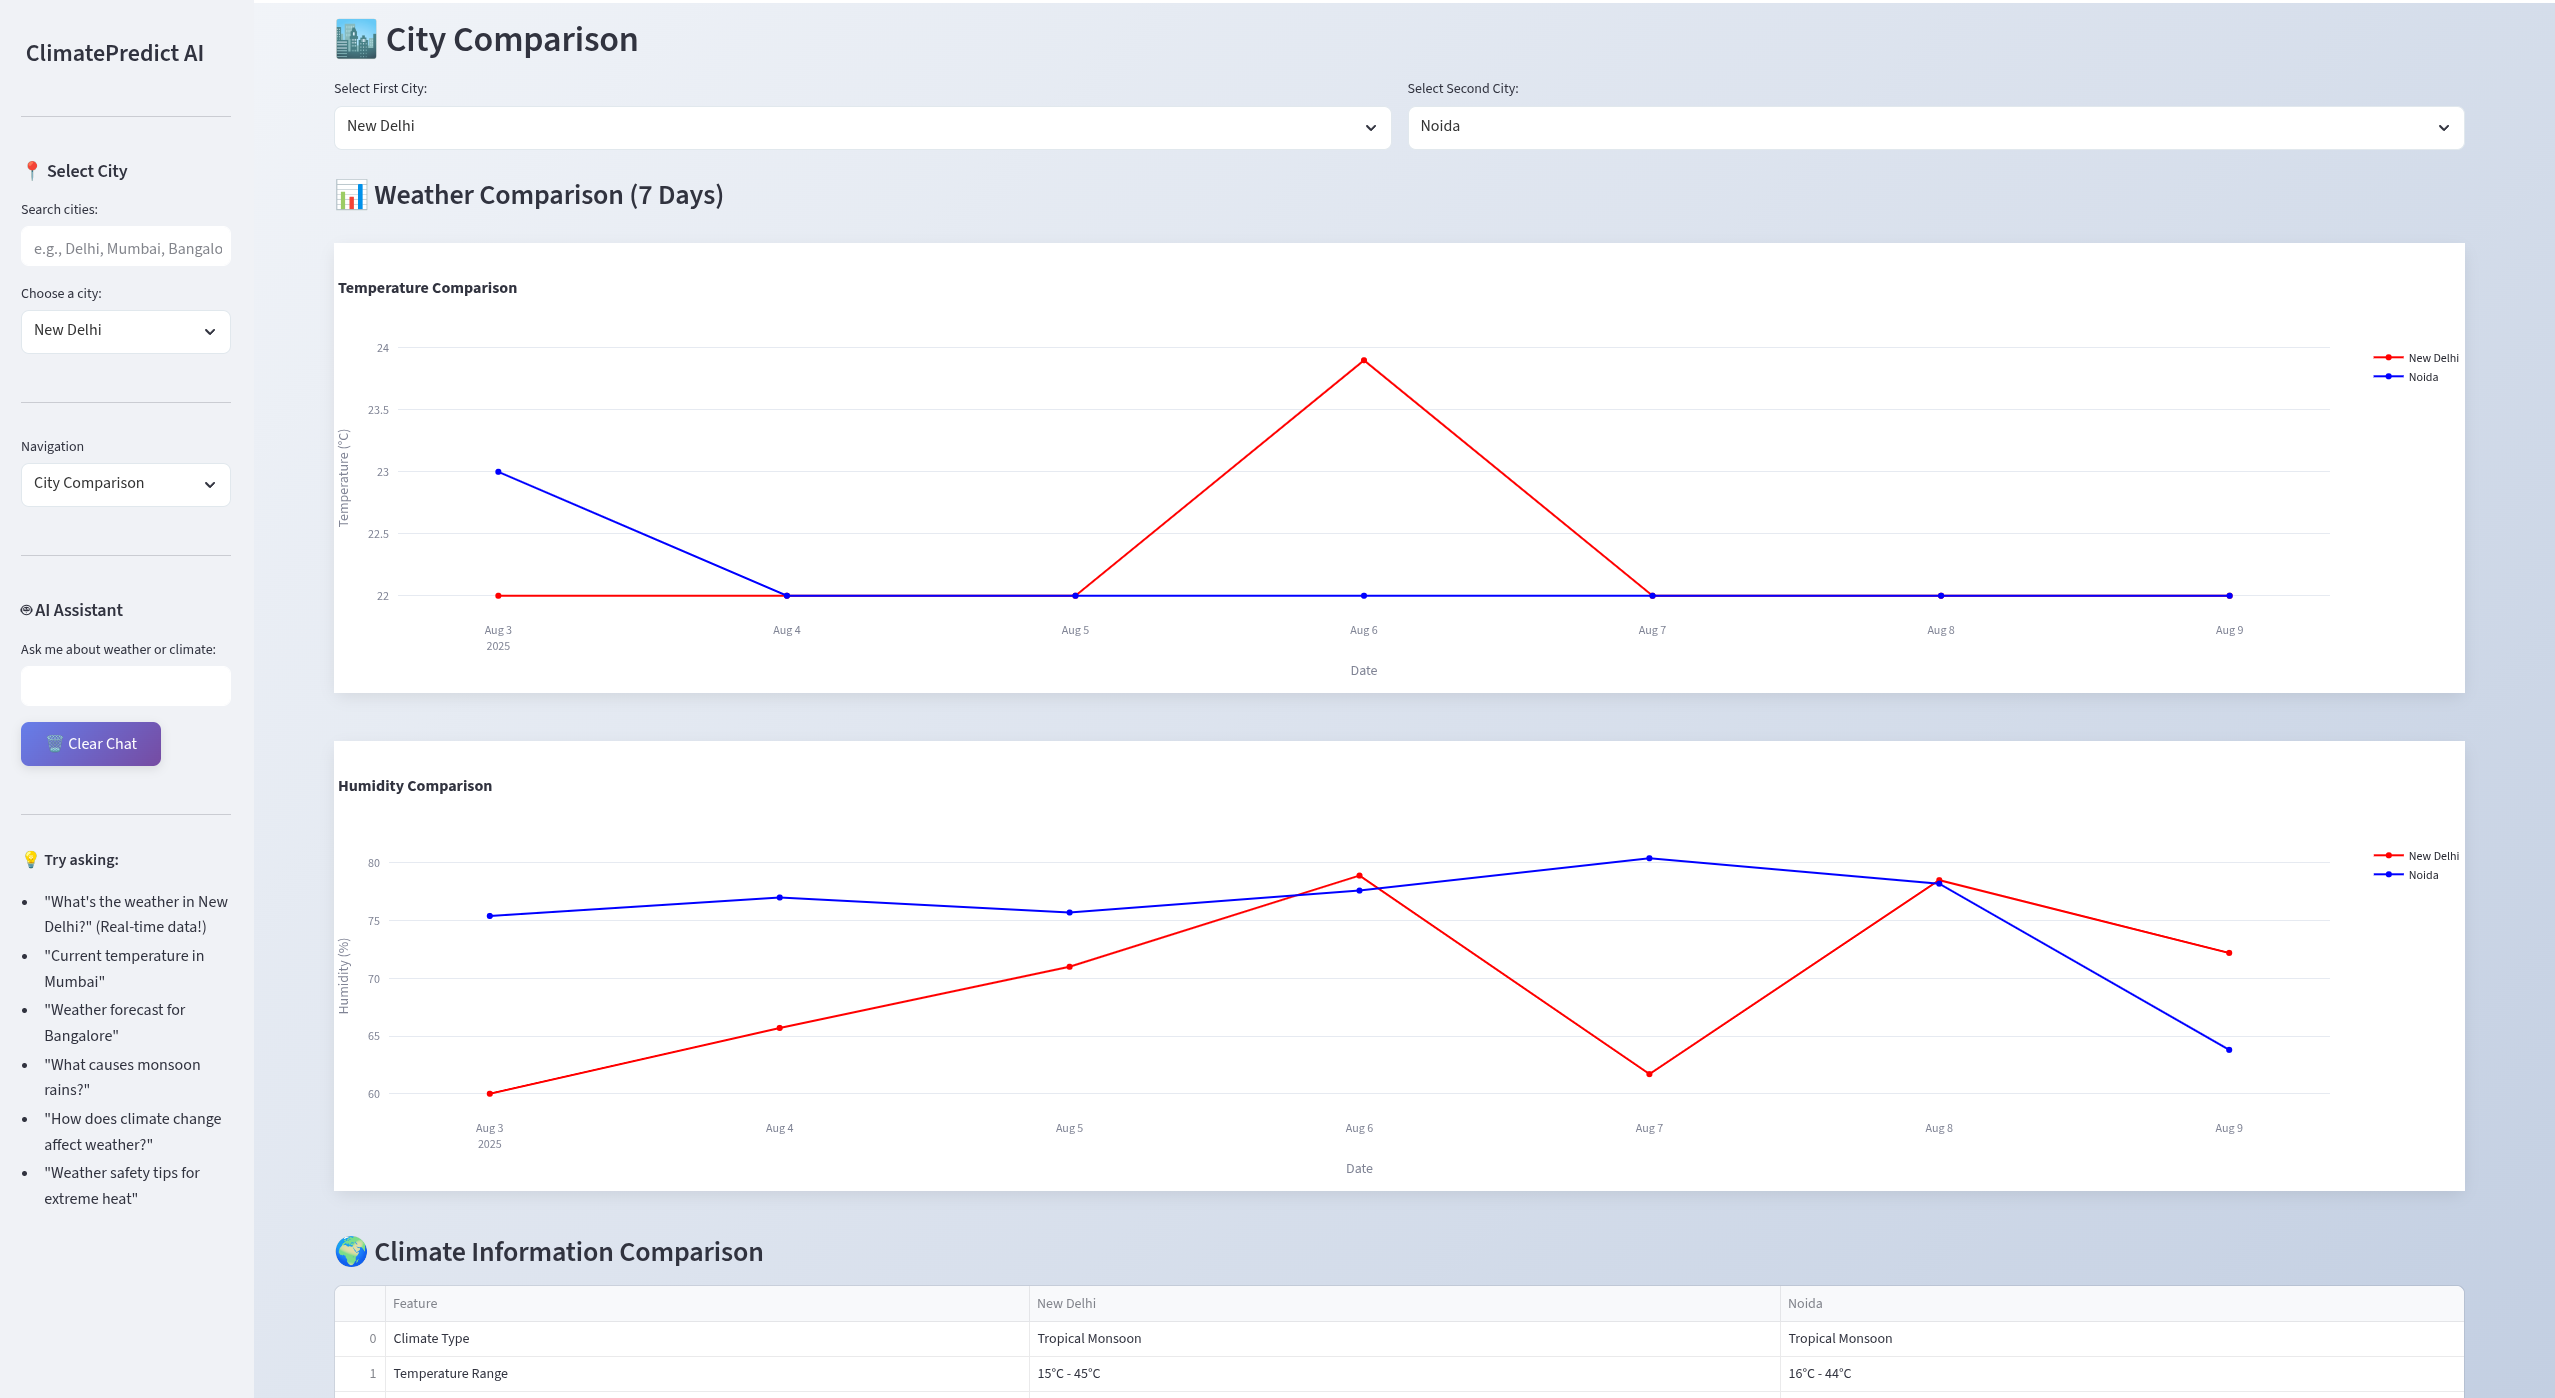 ClimatePredict AI
📍 Select City
Search cities:
e.g., Delhi, Mumbai, Bangalo
Choose a city:
New Delhi
Navigation
City Comparison
AI Assistant
Ask me about weather or climate:
🗑️ Clear Chat
💡 Try asking:
• "What's the weather in New
Delhi?" (Real-time data!)
• "Current temperature in
Mumbai"
• "Weather forecast for
Bangalore"
• "What causes monsoon
rains?"
• "How does climate change
affect weather?"
• "Weather safety tips for
extreme heat"
🏙️ City Comparison
Select First City:
New Delhi
Select Second City:
Noida
📊 Weather Comparison (7 Days)
Temperature Comparison
Temperature (°C)
24
23.5
23
22.5
22
Aug 3 Aug 4 Aug 5 Aug 6 Aug 7 Aug 8 Aug 9
2025
Date
New Delhi
Noida
Humidity Comparison
Humidity (%)
80
75
70
65
60
Aug 3 Aug 4 Aug 5 Aug 6 Aug 7 Aug 8 Aug 9
2025
Date
New Delhi
Noida
🌍 Climate Information Comparison
Feature New Delhi Noida
0 Climate Type Tropical Monsoon Tropical Monsoon
1 Temperature Range 15°C - 45°C 16°C - 44°C